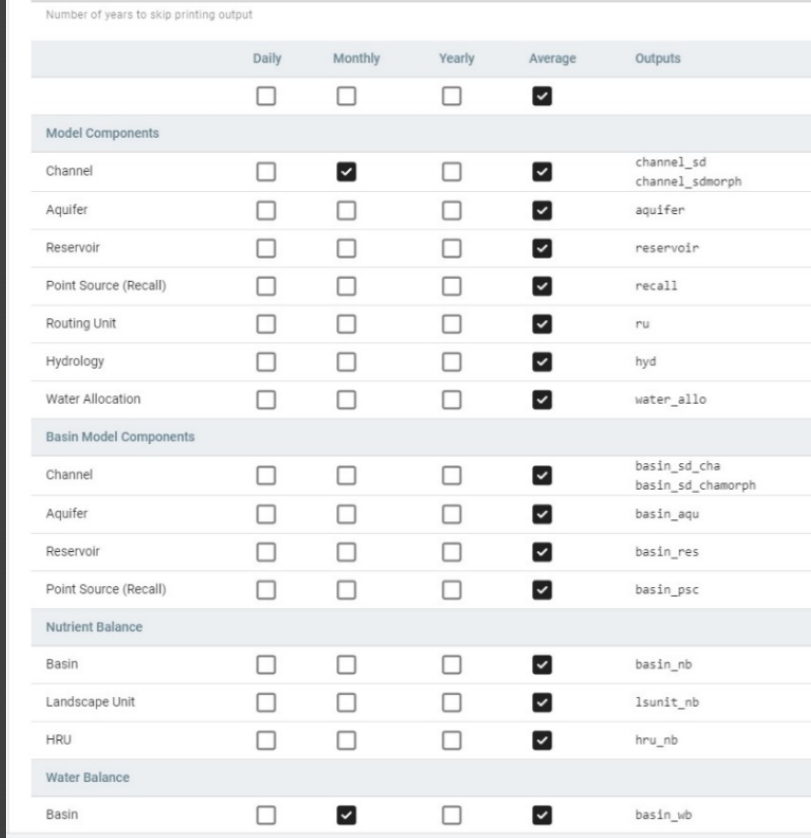 Number of years to skip printing output
Daily Monthly Yearly Average Outputs
Model Components
Channel channel_sd
channel_sdmorph
Aquifer aquifer
Reservoir reservoir
Point Source (Recall) recall
Routing Unit ru
Hydrology hyd
Water Allocation water_allo
Basin Model Components
Channel basin_sd_cha
basin_sd_chamorph
Aquifer basin_aqu
Reservoir basin_res
Point Source (Recall) basin_psc
Nutrient Balance
Basin basin_nb
Landscape Unit lsunit_nb
HRU hru_nb
Water Balance
Basin basin_wb